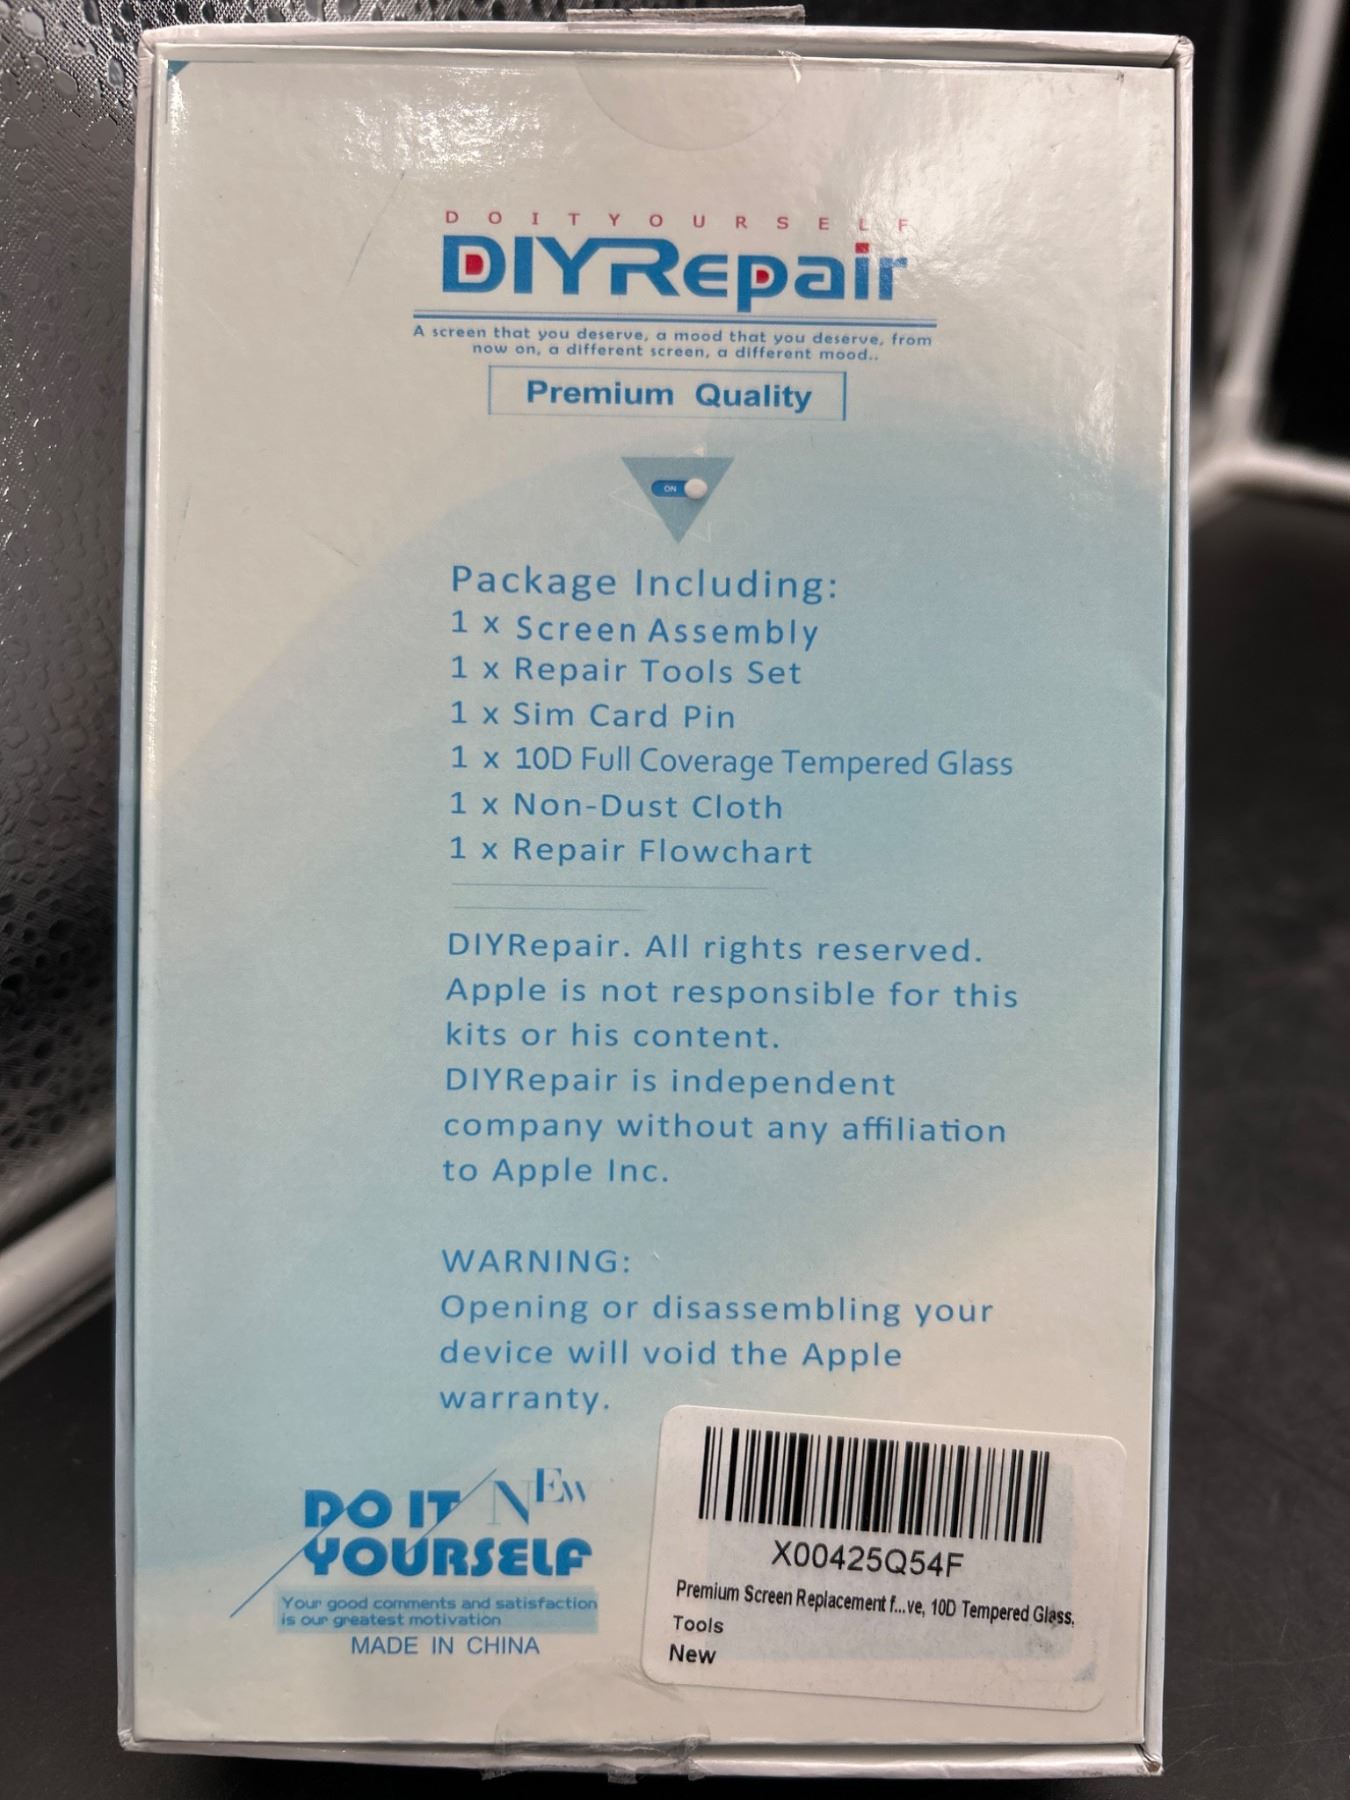 DOITYOURSELF
DIYRepair
A screen that you deserve, a mood that you deserve, from
now on, a different screen, a different mood..
Premium Quality
ON
Package Including:
1 x Screen Assembly
1 x Repair Tools Set
1 x Sim Card Pin
1 x 10D Full Coverage Tempered Glass
1 x Non-Dust Cloth
1 x Repair Flowchart
DIYRepair. All rights reserved.
Apple is not responsible for this
kits or his content.
DIYRepair is independent
company without any affiliation
to Apple Inc.
WARNING:
Opening or disassembling your
device will void the Apple
warranty.
DO IT NEW
YOURSELF
Your good comments and satisfaction
is our greatest motivation
MADE IN CHINA
X00425Q54F
Premium Screen Replacement f...ve, 10D Tempered Glass,
Tools
New